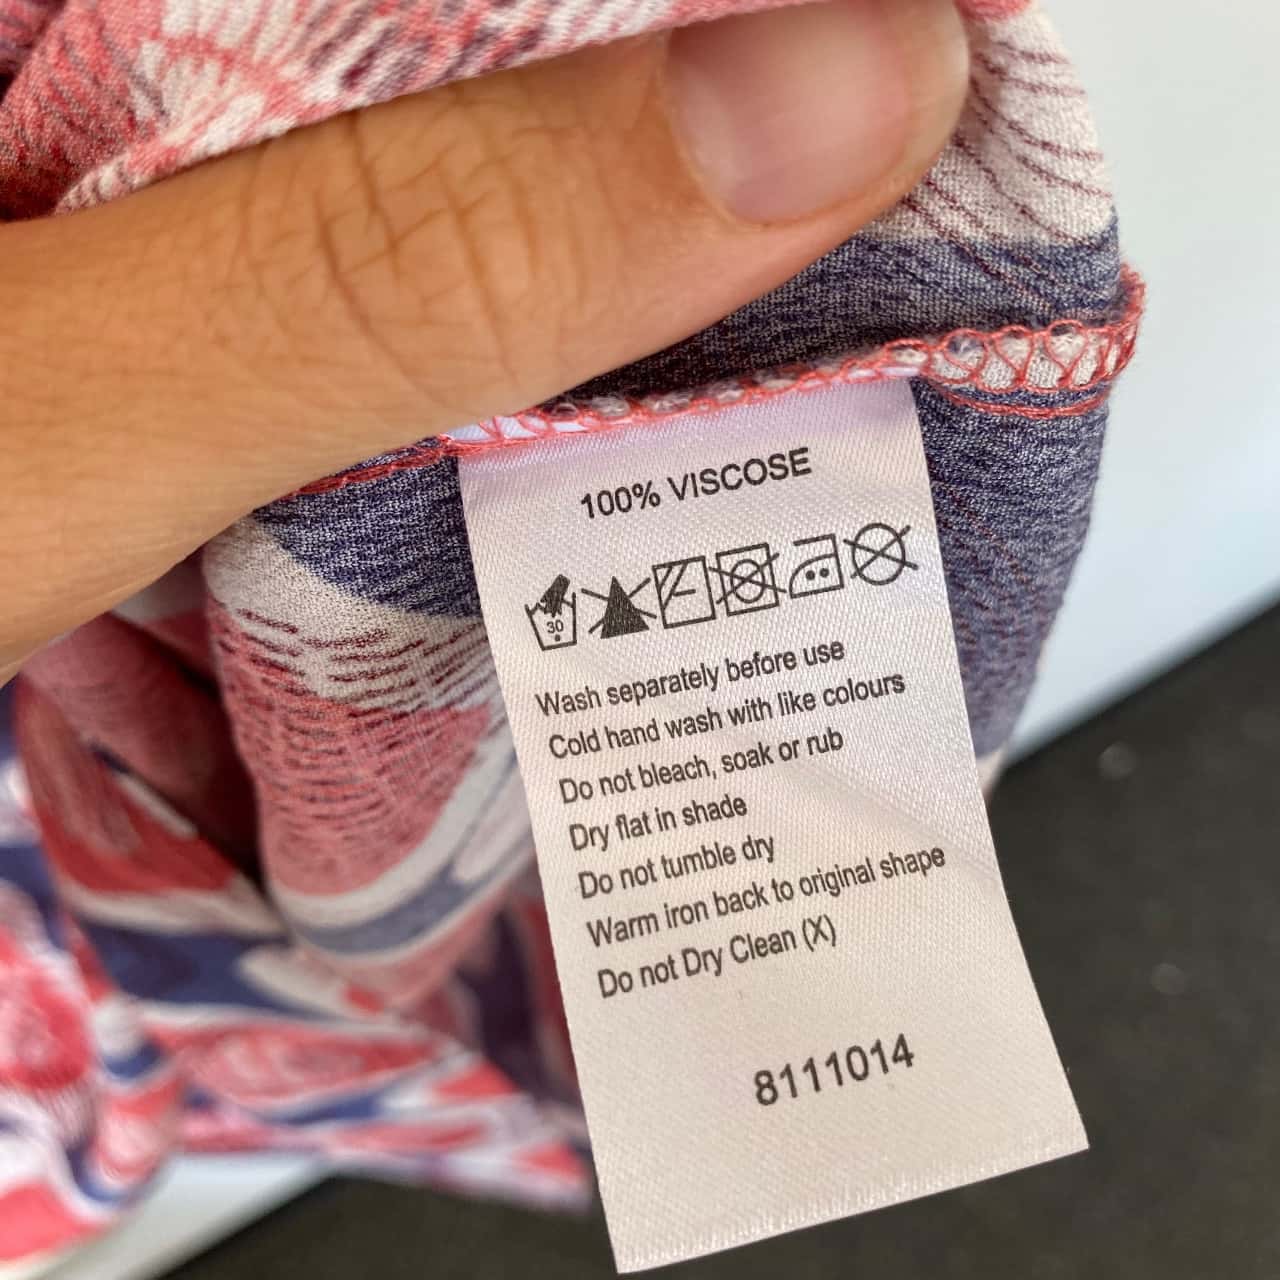 100% VISCOSE
30
Wash separately before use
Cold hand wash with like colours
Do not bleach, soak or rub
Dry flat in shade
Do not tumble dry
Warm iron back to original shape
Do not Dry Clean (X)
8111014